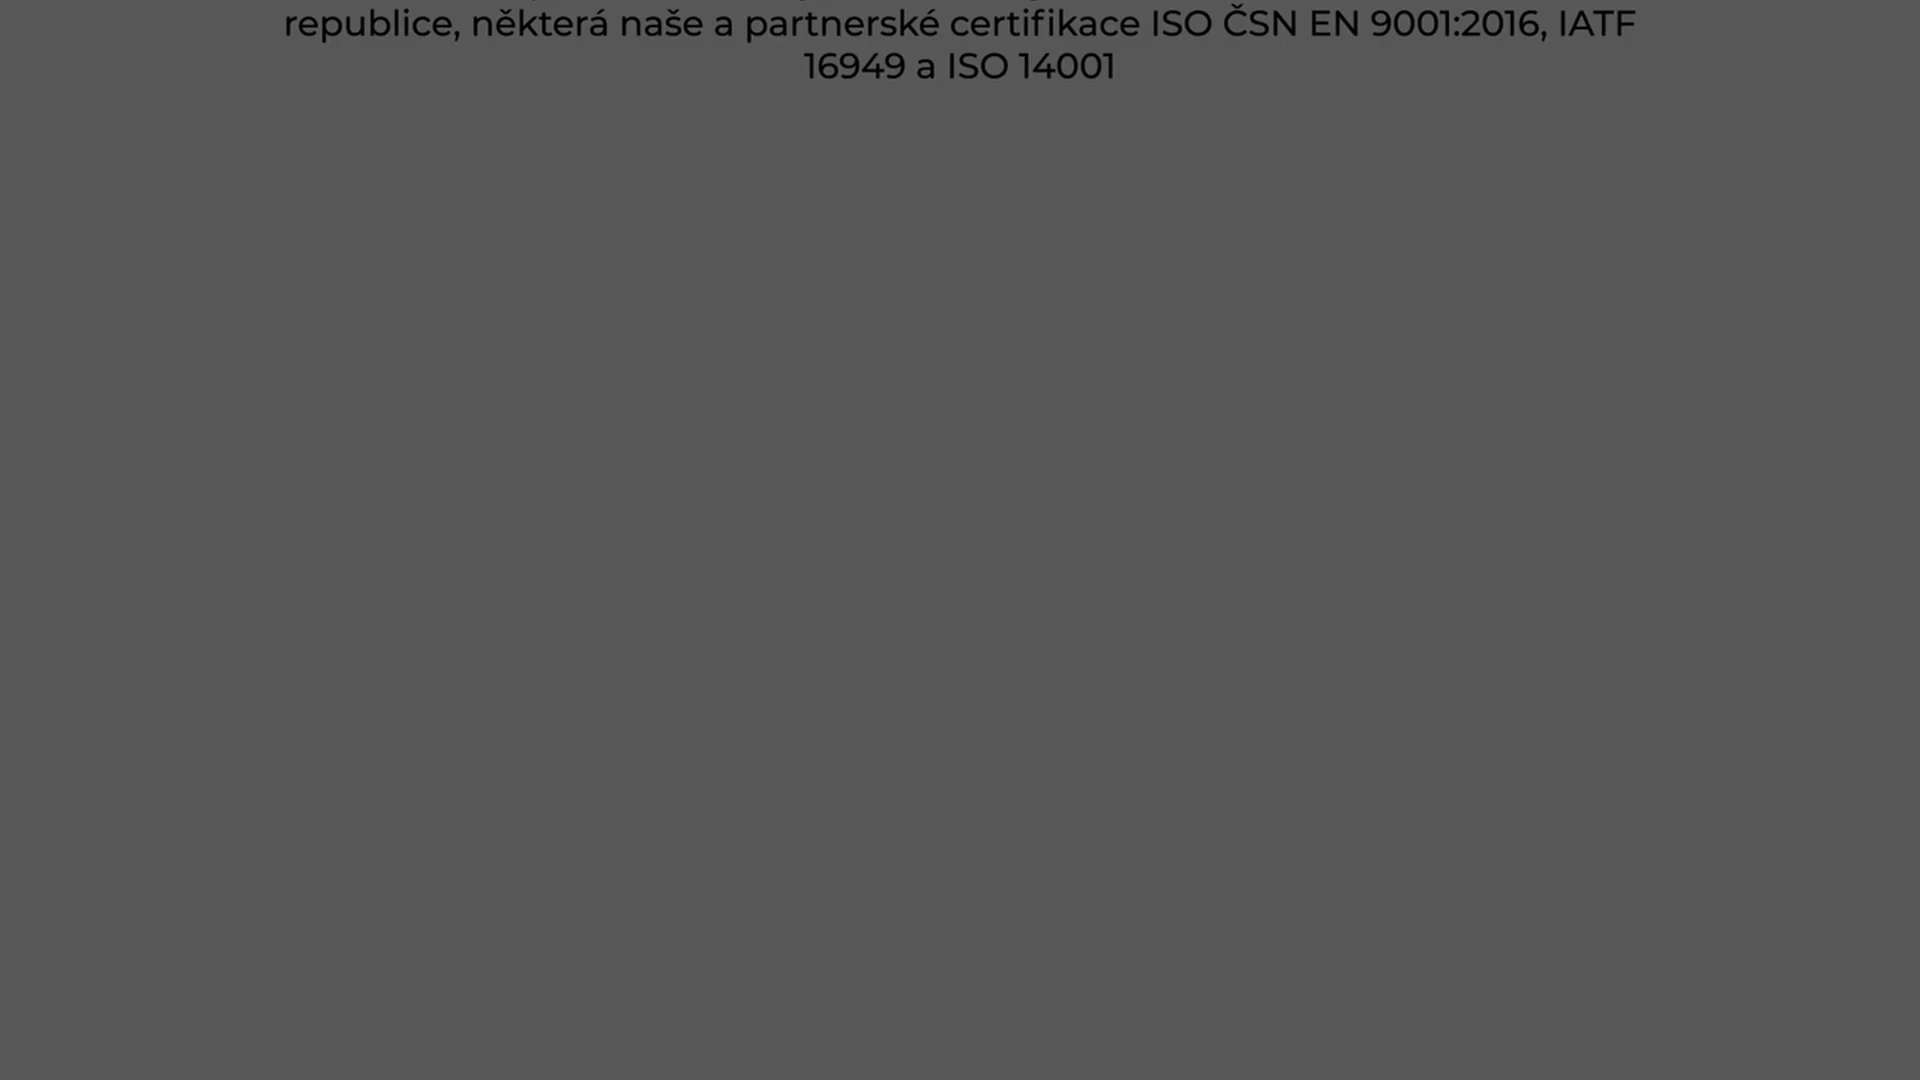 republice, některá naše a partnerské certifikace ISO ČSN EN 9001:2016, IATF
16949 a ISO 14001